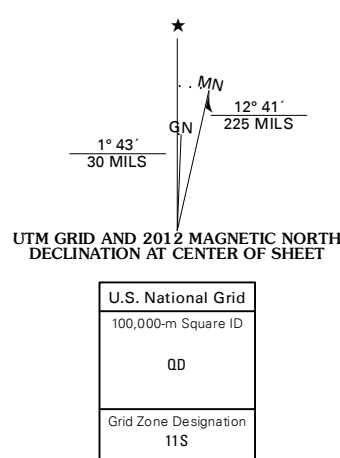 ★
MN
12° 41´
225 MILS
GN
1° 43´
30 MILS
UTM GRID AND 2012 MAGNETIC NORTH
DECLINATION AT CENTER OF SHEET
U.S. National Grid
100,000-m Square ID
QD
Grid Zone Designation
11S